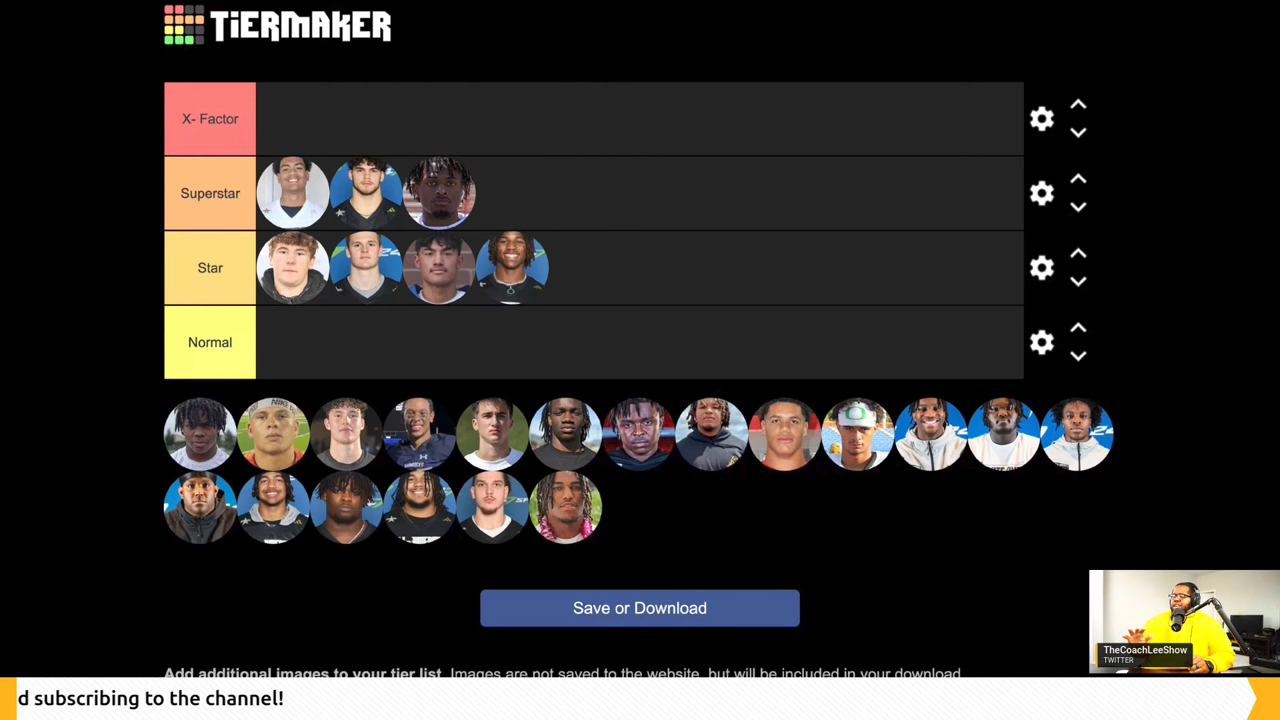 TiERMAKER
X- Factor
Superstar
Star
Normal
Save or Download
Add additional images to your tier list. Images are not saved to the website, but will be included in your download
TheCoachLeeShow
TWITTER
d subscribing to the channel!